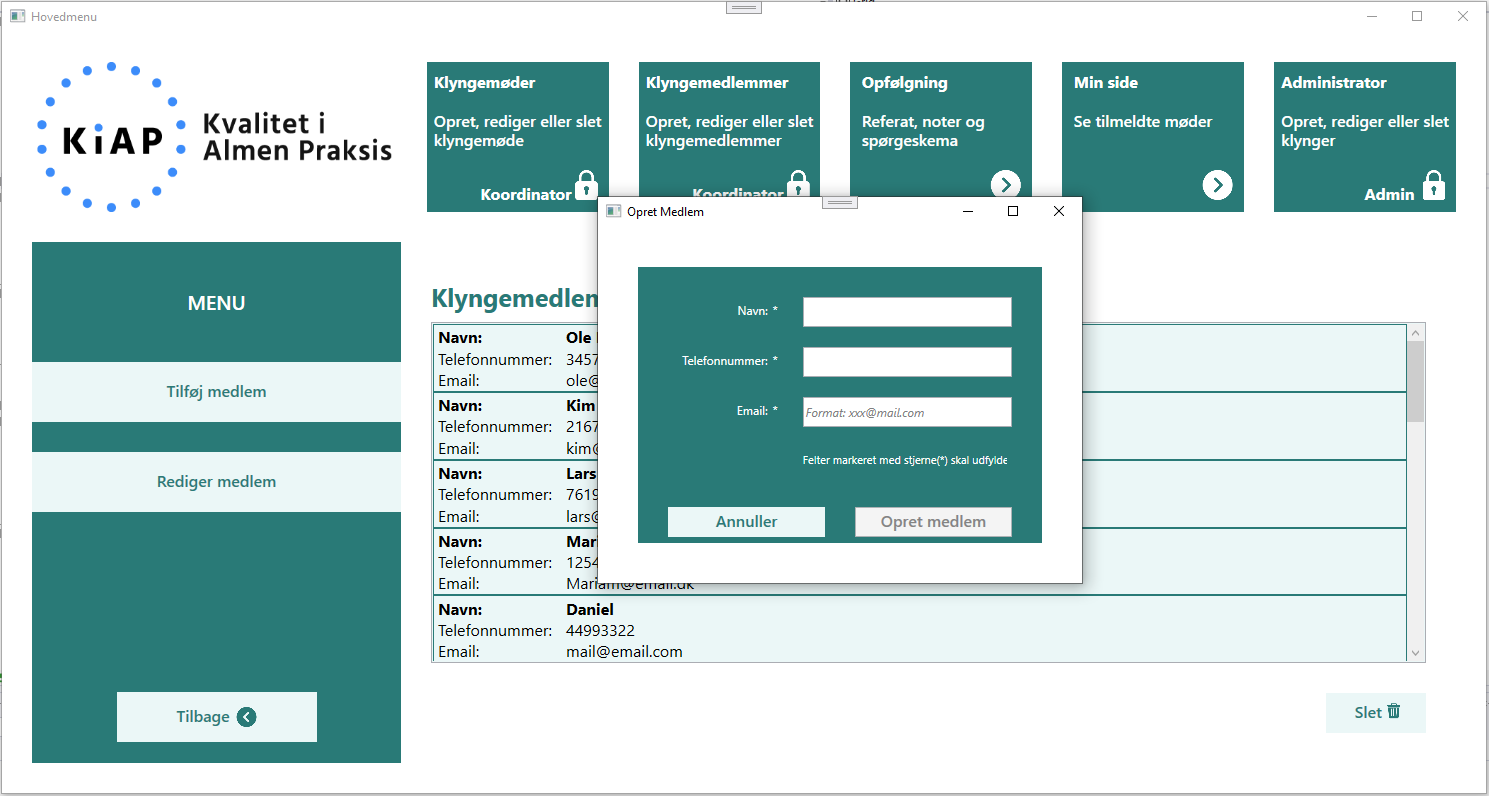 Hovedmenu
KiAP
Kvalitet i
Almen Praksis
Klyngemøder
Opret, rediger eller slet
klyngemøde
Koordinator
Klyngemedlemmer
Opret, rediger eller slet
klyngemedlemmer
Koordinator
Opfølgning
Referat, noter og
spørgeskema
Min side
Se tilmeldte møder
Administrator
Opret, rediger eller slet
klynger
Admin
MENU
Tilføj medlem
Rediger medlem
Tilbage
Klyngemedlem
Navn: Ole
Telefonnummer: 3457
Email: ole@
Navn: Kim
Telefonnummer: 2167
Email: kim@
Navn: Lars
Telefonnummer: 7619
Email: lars@
Navn: Mari
Telefonnummer: 1254
Email: Mariam@email.dk
Navn: Daniel
Telefonnummer: 44993322
Email: mail@email.com
Slet
Opret Medlem
Navn: *
Telefonnummer: *
Email: * Format: xxx@mail.com
Felter markeret med stjerne(*) skal udfylde
Annuller
Opret medlem